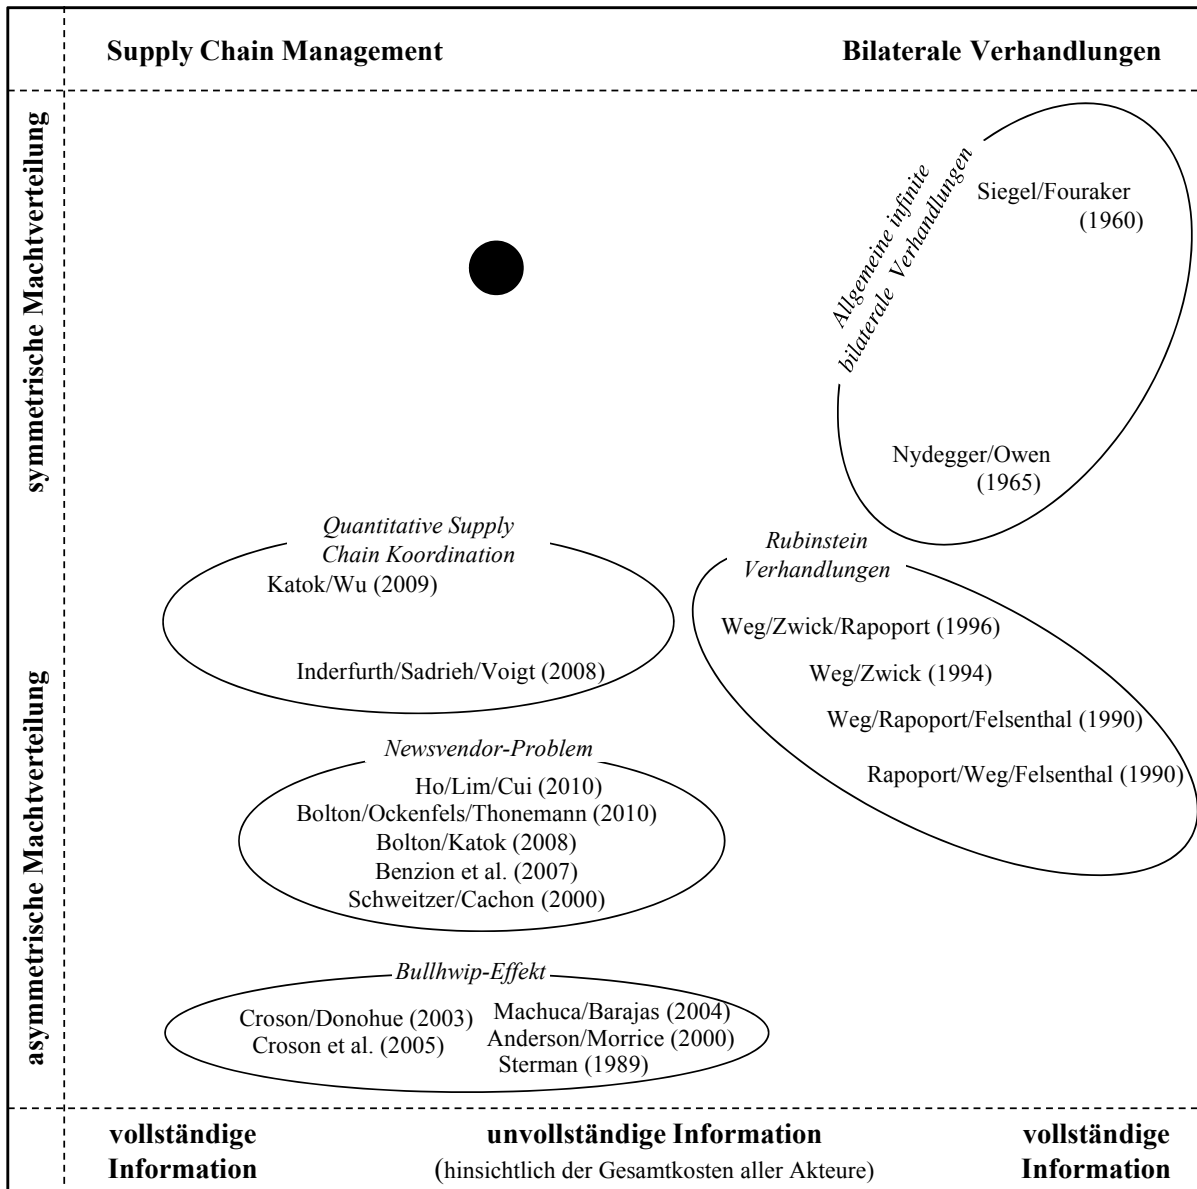 Supply Chain Management
Bilaterale Verhandlungen
symmetrische Machtverteilung
Allgemeine infinite
bilaterale Verhandlungen
Siegel/Fouraker
(1960)
Nydegger/Owen
(1965)
asymmetrische Machtverteilung
Quantitative Supply
Chain Koordination
Katok/Wu (2009)
Inderfurth/Sadrieh/Voigt (2008)
Rubinstein
Verhandlungen
Weg/Zwick/Rapoport (1996)
Weg/Zwick (1994)
Weg/Rapoport/Felsenthal (1990)
Rapoport/Weg/Felsenthal (1990)
Newsvendor-Problem
Ho/Lim/Cui (2010)
Bolton/Ockenfels/Thonemann (2010)
Bolton/Katok (2008)
Benzion et al. (2007)
Schweitzer/Cachon (2000)
Bullhwip-Effekt
Croson/Donohue (2003)
Croson et al. (2005)
Machuca/Barajas (2004)
Anderson/Morrice (2000)
Sterman (1989)
vollständige
Information
unvollständige Information
(hinsichtlich der Gesamtkosten aller Akteure)
vollständige
Information